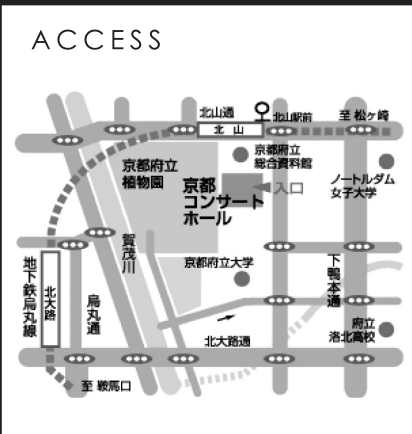 ACCESS
北山通
北山駅前
至 松ヶ崎
北 山
京都府立
植物園
京都府立
総合資料館
京都
コンサート
ホール
入口
ノートルダム
女子大学
賀茂川
京都府立大学
下鴨本通
地下鉄烏丸線
北大路
烏丸通
北大路通
府立
洛北高校
至 鞍馬口